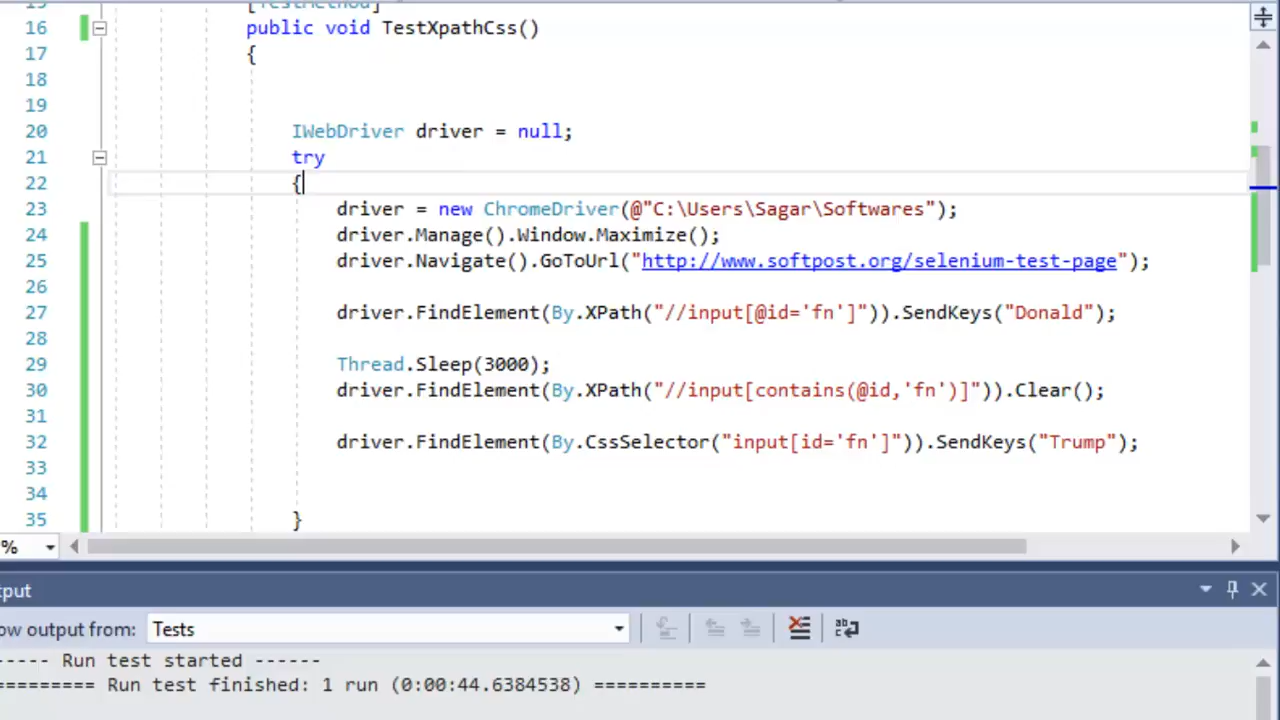 15 [TestMethod]
16 public void TestXpathCss()
17 {
18
19
20 IWebDriver driver = null;
21 try
22 {
23 driver = new ChromeDriver(@"C:\Users\Sagar\Softwares");
24 driver.Manage().Window.Maximize();
25 driver.Navigate().GoToUrl("http://www.softpost.org/selenium-test-page");
26
27 driver.FindElement(By.XPath("//input[@id='fn']")).SendKeys("Donald");
28
29 Thread.Sleep(3000);
30 driver.FindElement(By.XPath("//input[contains(@id,'fn')]")).Clear();
31
32 driver.FindElement(By.CssSelector("input[id='fn']")).SendKeys("Trump");
33
34
35 }
%
tput
ow output from: Tests
----- Run test started ------
========= Run test finished: 1 run (0:00:44.6384538) ==========